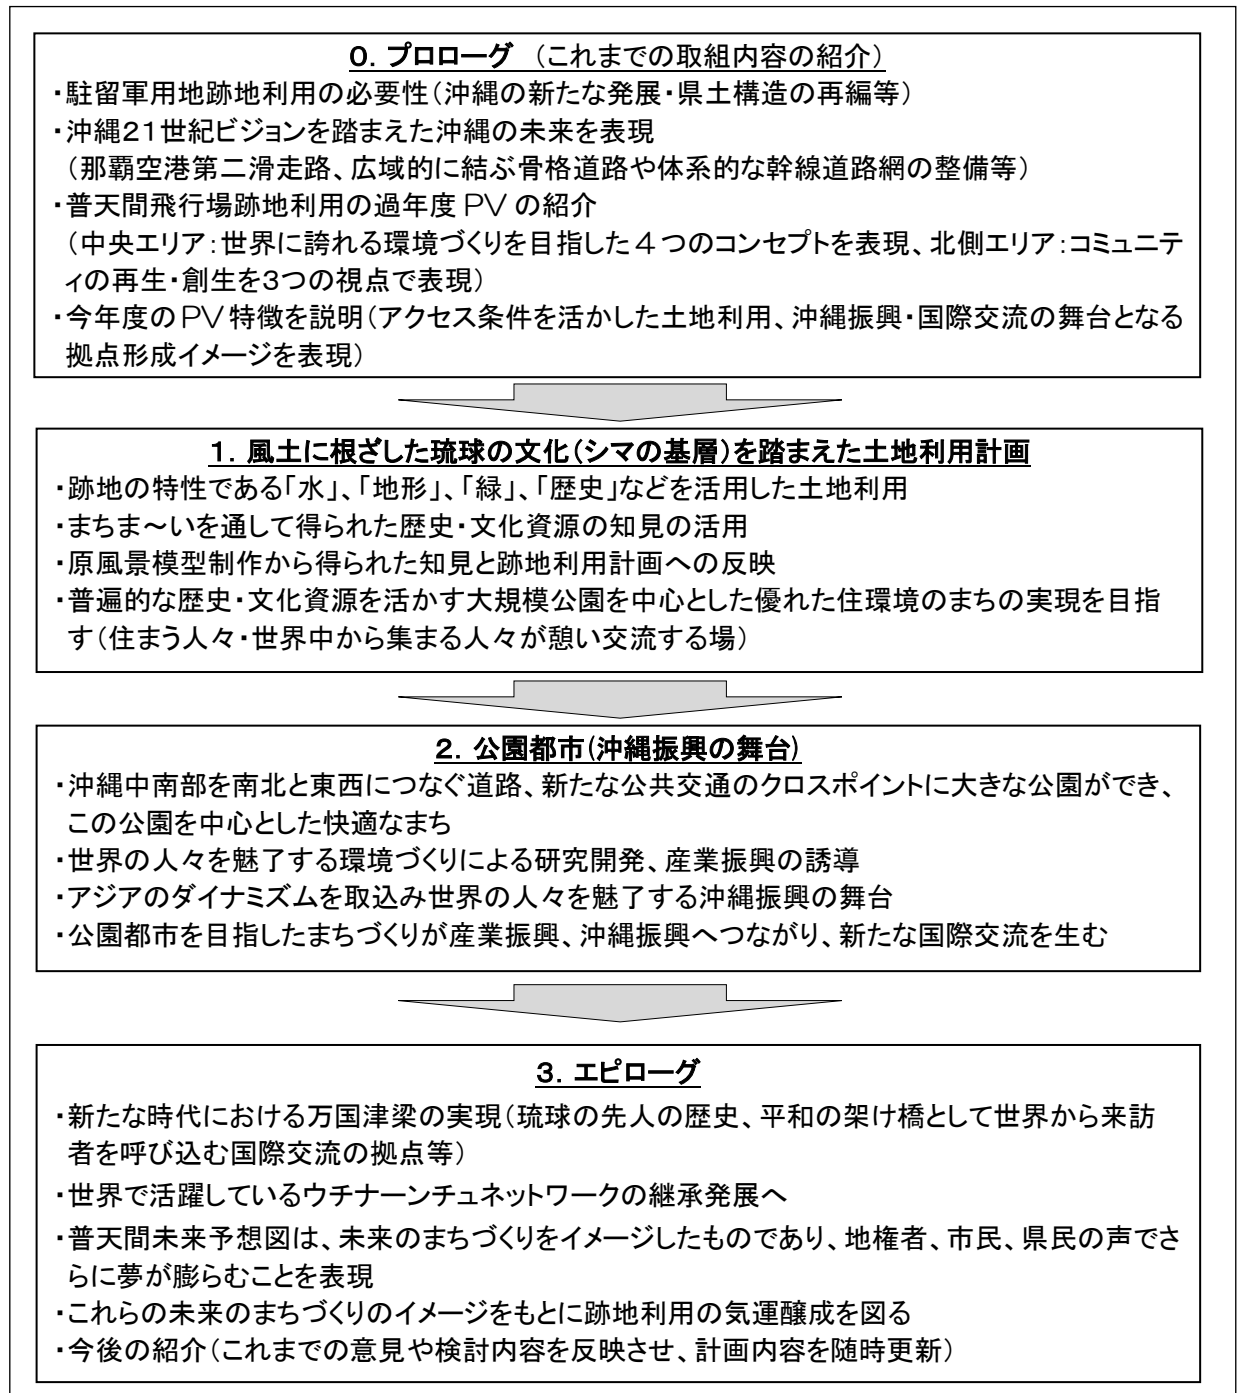 ０．プロローグ （これまでの取組内容の紹介）
・駐留軍用地跡地利用の必要性（沖縄の新たな発展・県土構造の再編等）
・沖縄２１世紀ビジョンを踏まえた沖縄の未来を表現
（那覇空港第二滑走路、広域的に結ぶ骨格道路や体系的な幹線道路網の整備等）
・普天間飛行場跡地利用の過年度 PV の紹介
（中央エリア：世界に誇れる環境づくりを目指した４つのコンセプトを表現、北側エリア：コミュニテ
ィの再生・創生を３つの視点で表現）
・今年度の PV 特徴を説明（アクセス条件を活かした土地利用、沖縄振興・国際交流の舞台となる
拠点形成イメージを表現）
１．風土に根ざした琉球の文化（シマの基層）を踏まえた土地利用計画
・跡地の特性である「水」、「地形」、「緑」、「歴史」などを活用した土地利用
・まちま～いを通して得られた歴史・文化資源の知見の活用
・原風景模型制作から得られた知見と跡地利用計画への反映
・普遍的な歴史・文化資源を活かす大規模公園を中心とした優れた住環境のまちの実現を目指
す（住まう人々・世界中から集まる人々が憩い交流する場）
２．公園都市（沖縄振興の舞台）
・沖縄中南部を南北と東西につなぐ道路、新たな公共交通のクロスポイントに大きな公園ができ、
この公園を中心とした快適なまち
・世界の人々を魅了する環境づくりによる研究開発、産業振興の誘導
・アジアのダイナミズムを取込み世界の人々を魅了する沖縄振興の舞台
・公園都市を目指したまちづくりが産業振興、沖縄振興へつながり、新たな国際交流を生む
３．エピローグ
・新たな時代における万国津梁の実現（琉球の先人の歴史、平和の架け橋として世界から来訪
者を呼び込む国際交流の拠点等）
・世界で活躍しているウチナーンチュネットワークの継承発展へ
・普天間未来予想図は、未来のまちづくりをイメージしたものであり、地権者、市民、県民の声でさ
らに夢が膨らむことを表現
・これらの未来のまちづくりのイメージをもとに跡地利用の気運醸成を図る
・今後の紹介（これまでの意見や検討内容を反映させ、計画内容を随時更新）